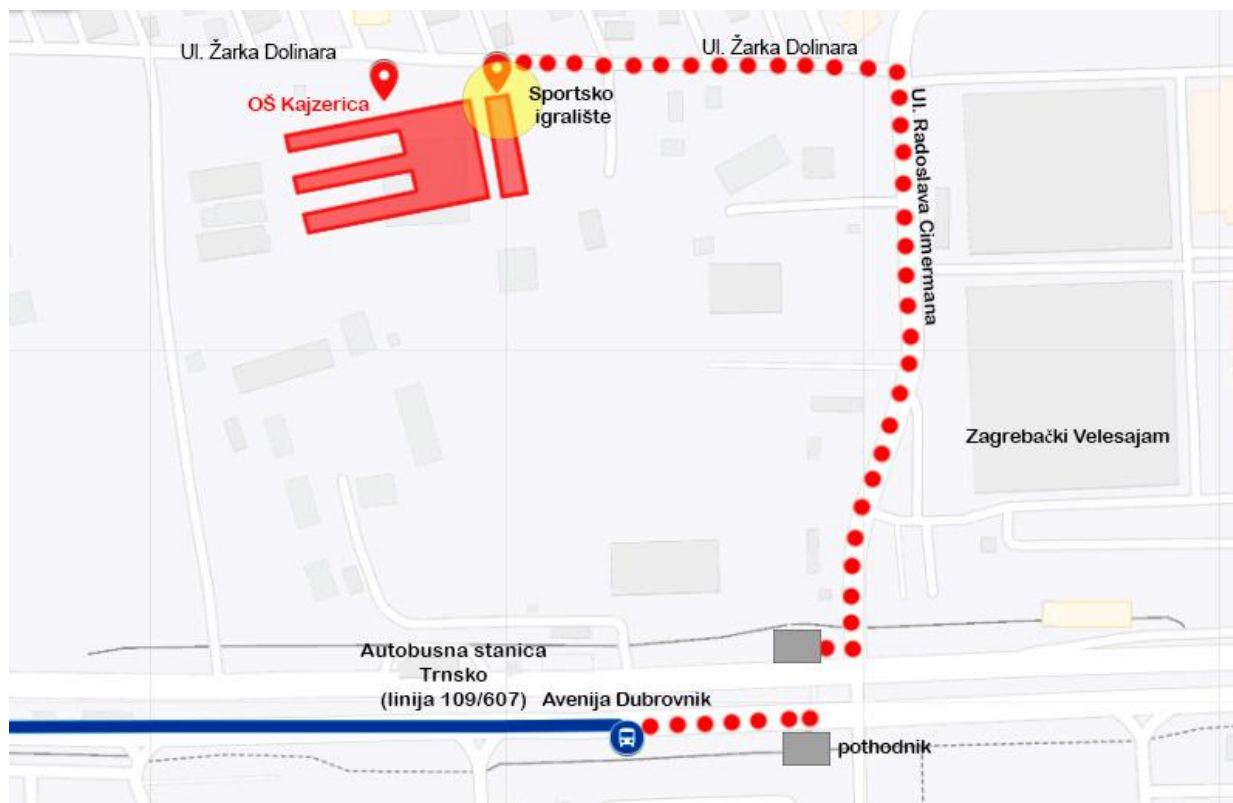 Ul. Žarka Dolinara
Ul. Žarka Dolinara
OŠ Kajzerica
Sportsko
igralište
Ul. Radoslava Cimermana
Zagrebački Velesajam
Autobusna stanica
Trnsko
(linija 109/607)
Avenija Dubrovnik
pothodnik